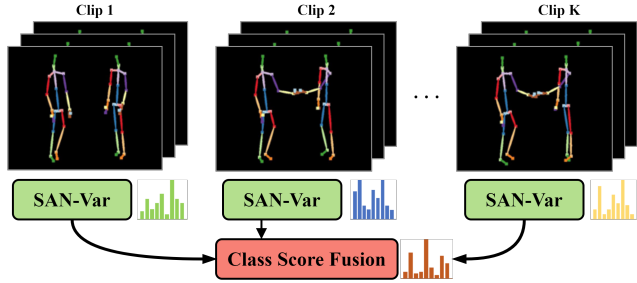 Clip 1
Clip 2
Clip K
. . .
SAN-Var
SAN-Var
SAN-Var
Class Score Fusion